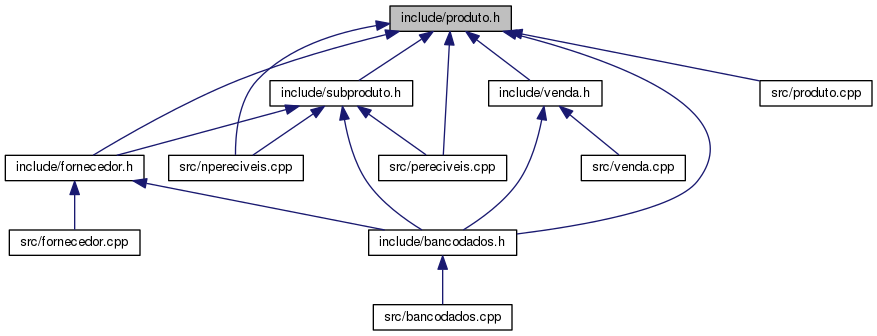 include/produto.h
include/subproduto.h
include/venda.h
src/produto.cpp
include/fornecedor.h
src/npereciveis.cpp
src/pereciveis.cpp
src/venda.cpp
src/fornecedor.cpp
include/bancodados.h
src/bancodados.cpp